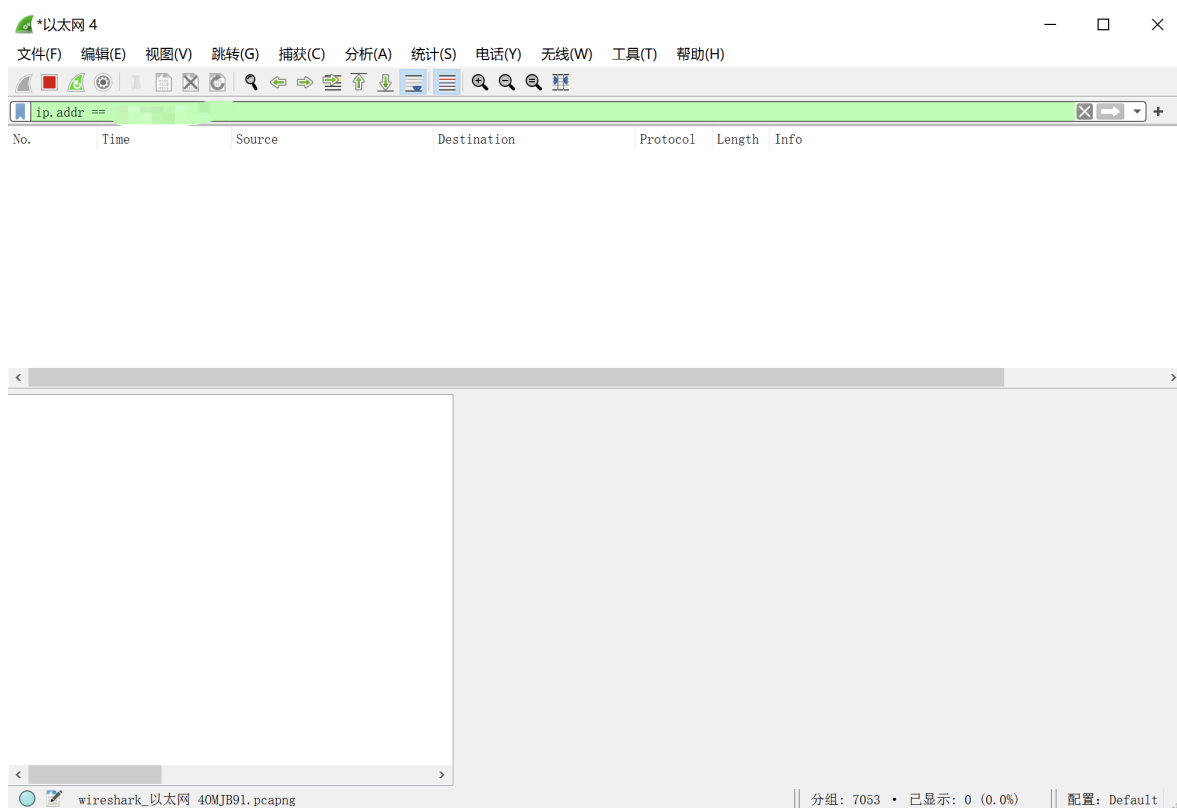 *以太网 4
文件(F) 编辑(E) 视图(V) 跳转(G) 捕获(C) 分析(A) 统计(S) 电话(Y) 无线(W) 工具(T) 帮助(H)
ip.addr ==
No. Time Source Destination Protocol Length Info
wireshark_以太网 4OMJB91.pcapng 分组: 7053 • 已显示: 0 (0.0%) 配置: Default